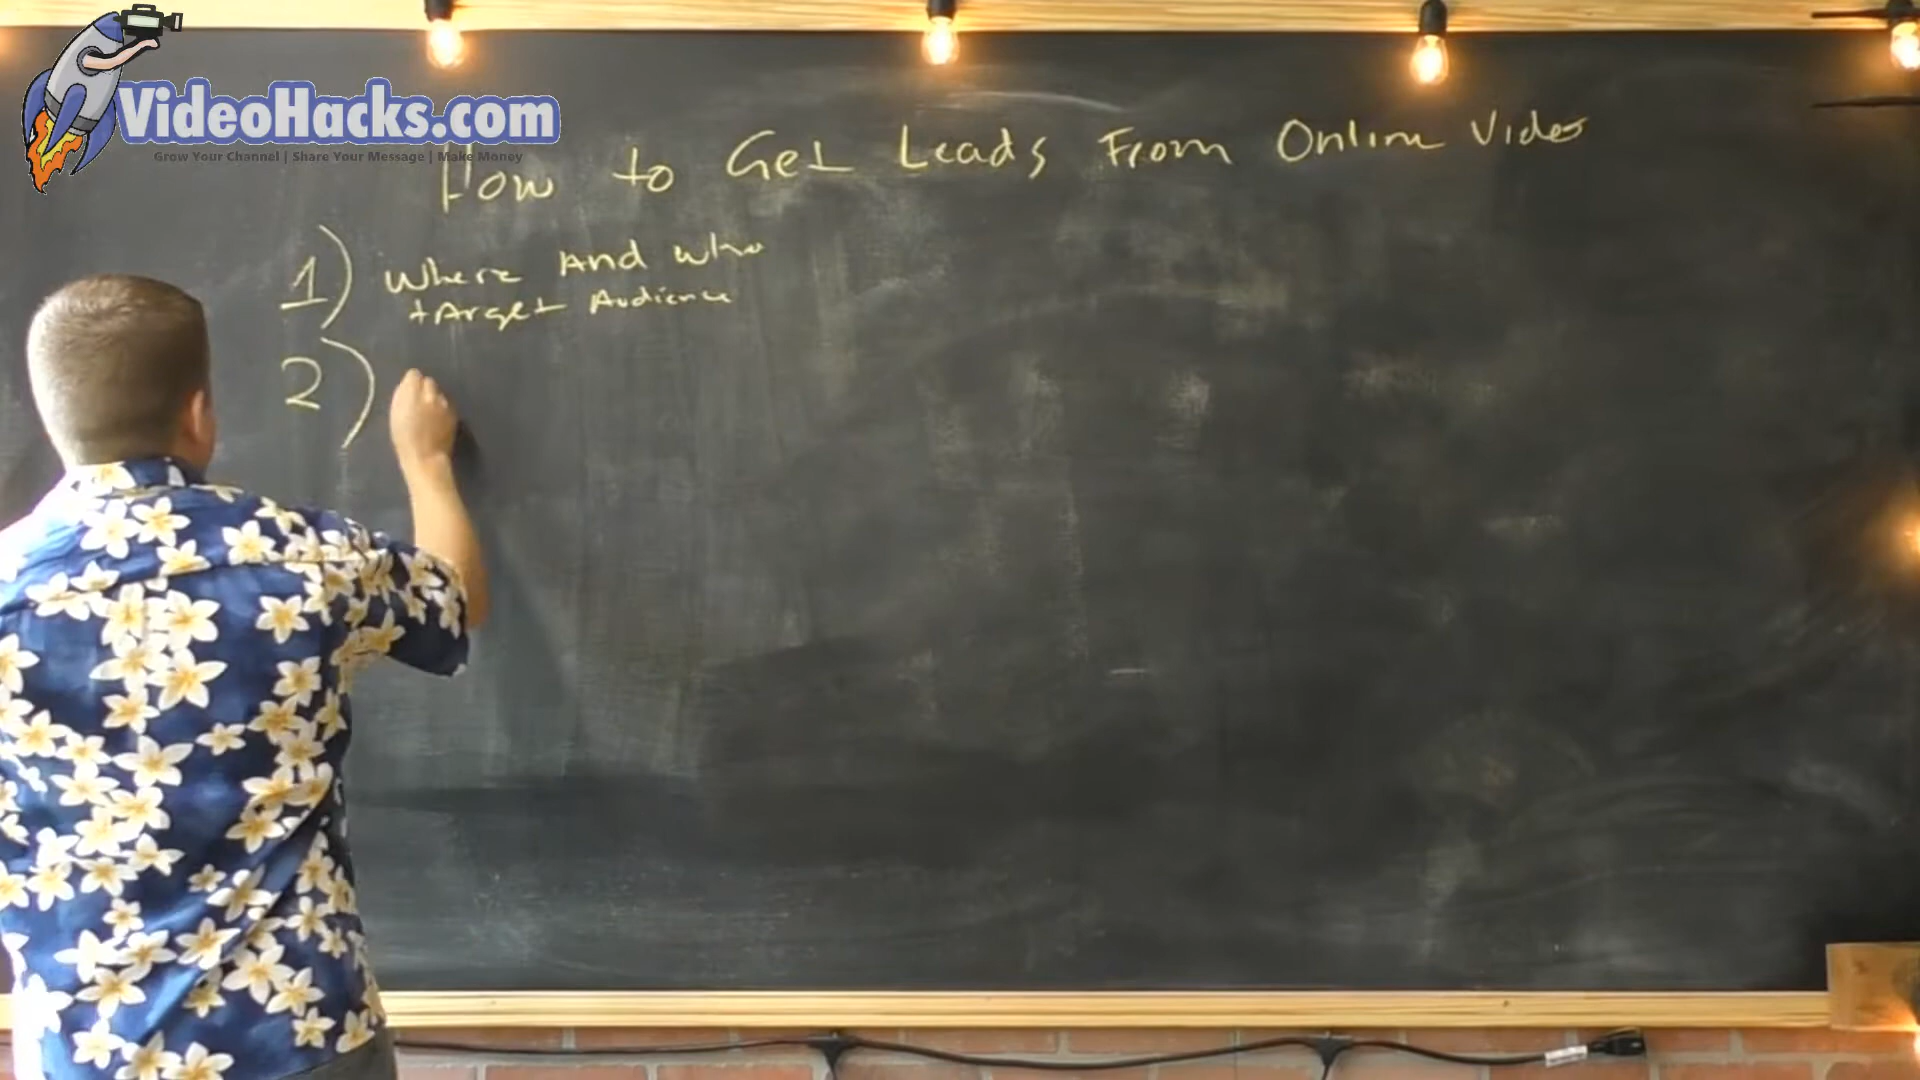 VideoHacks.com
Grow Your Channel | Share Your Message | Make Money
How to Get Leads From Online Video
1) Where And Who
target Audience
2)